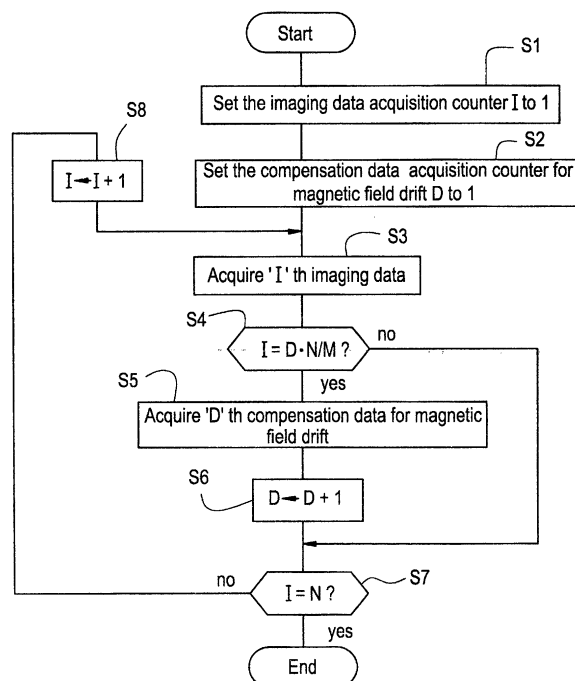 Start
S1
Set the imaging data acquisition counter I to 1
S2
Set the compensation data acquisition counter for
magnetic field drift D to 1
S8
I ← I + 1
S3
Acquire ' I ' th imaging data
S4
I = D · N/M ?
no
yes
S5
Acquire 'D' th compensation data for magnetic
field drift
S6
D ← D + 1
S7
I = N ?
no
yes
End